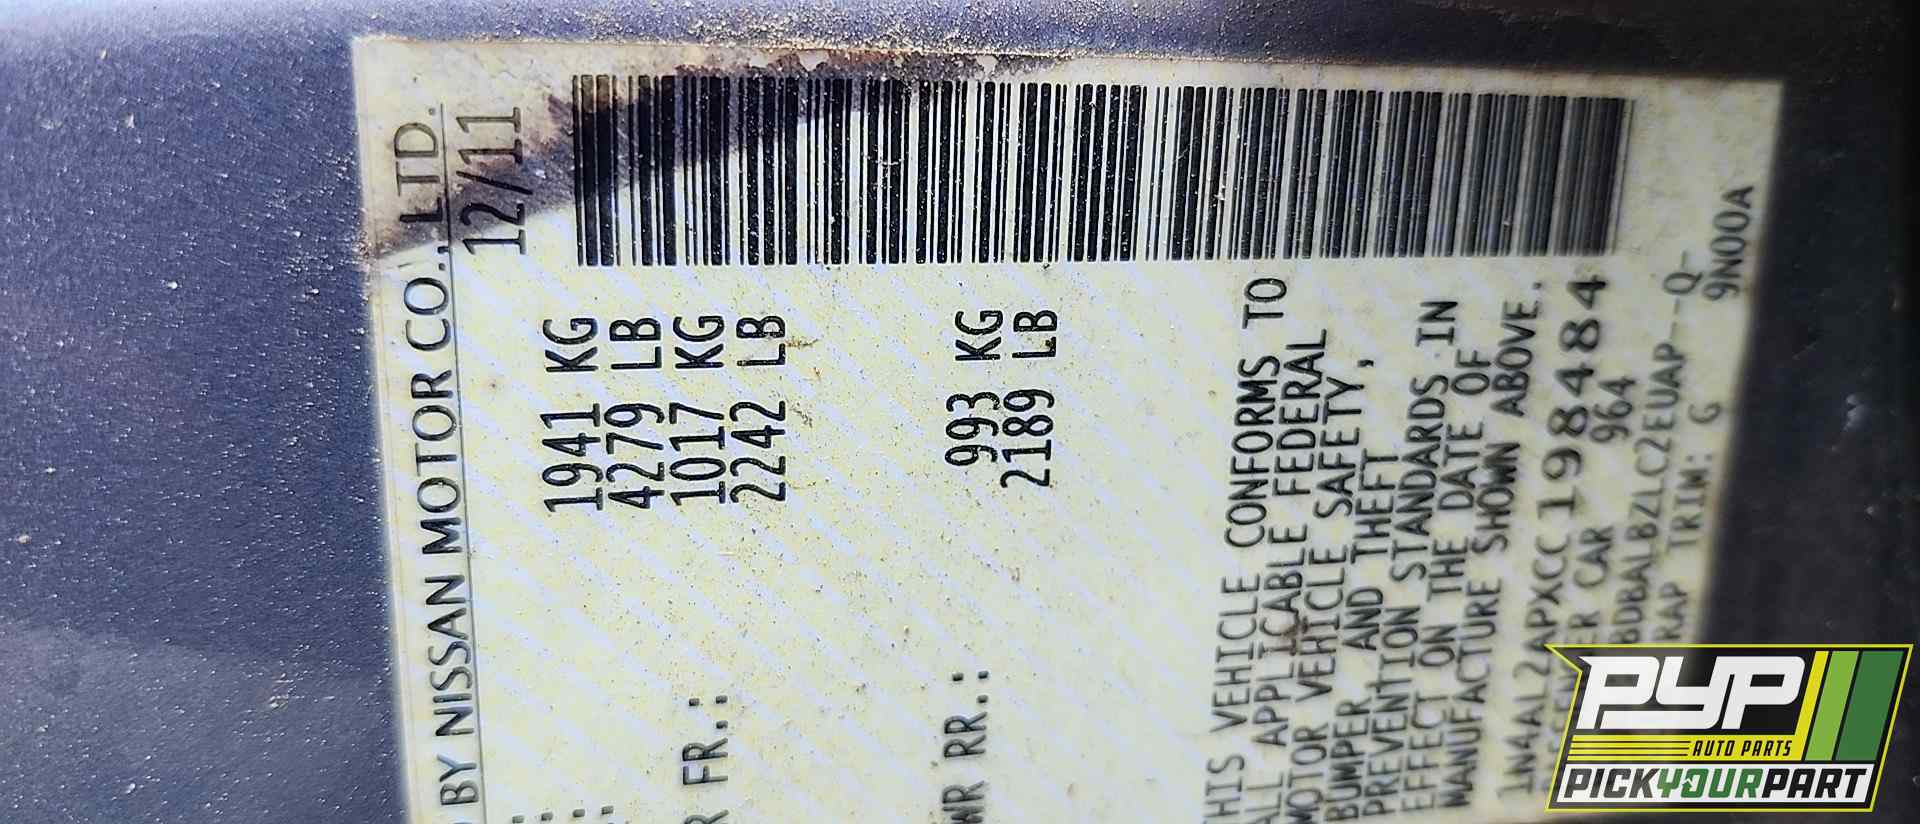 BY NISSAN MOTOR CO., LTD.
12/11
1941 KG
4279 LB
FR.: 1017 KG
2242 LB
WR RR.: 993 KG
2189 LB
THIS VEHICLE CONFORMS TO
ALL APPLICABLE FEDERAL
MOTOR VEHICLE SAFETY,
BUMPER AND THEFT
PREVENTION STANDARDS IN
EFFECT ON THE DATE OF
MANUFACTURE SHOWN ABOVE.
1N4AL2APXCC198484
CAR 964
BDBALBZLC2EUAP--Q-
TRIM: G 9N00A
PYP
AUTO PARTS
PICKYOURPART